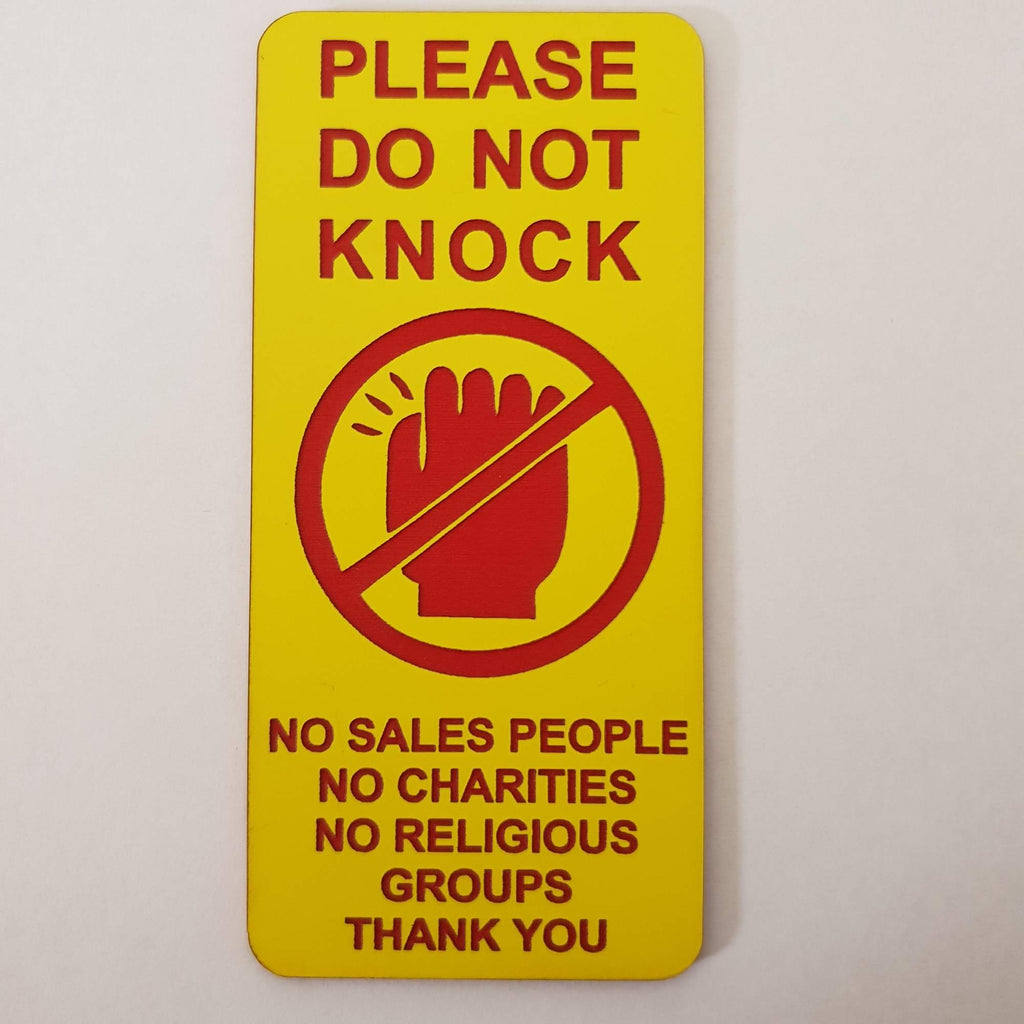 PLEASE
DO NOT
KNOCK
NO SALES PEOPLE
NO CHARITIES
NO RELIGIOUS
GROUPS
THANK YOU